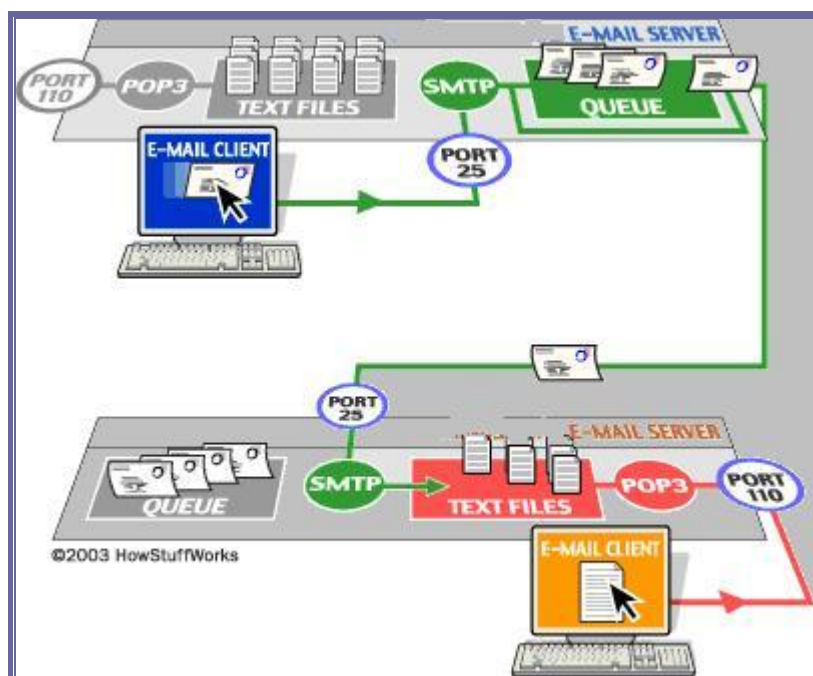 E-MAIL SERVER
PORT
110
POP3
TEXT FILES
SMTP
QUEUE
E-MAIL CLIENT
PORT
25
PORT
25
E-MAIL SERVER
QUEUE
SMTP
TEXT FILES
POP3
PORT
110
©2003 HowStuffWorks
E-MAIL CLIENT